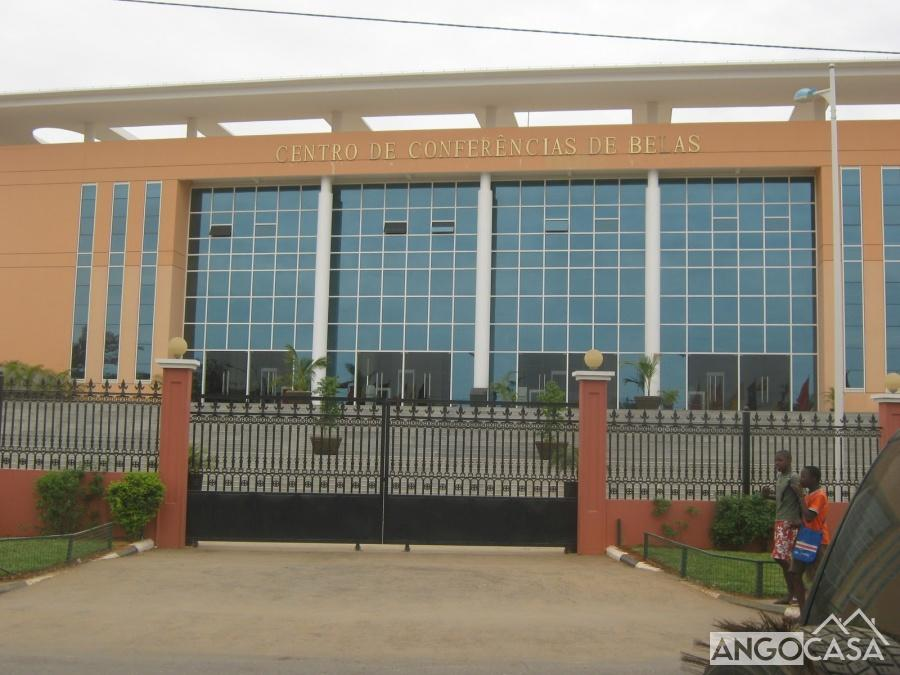 CENTRO DE CONFERÊNCIAS DE BELAS
ANGOCASA